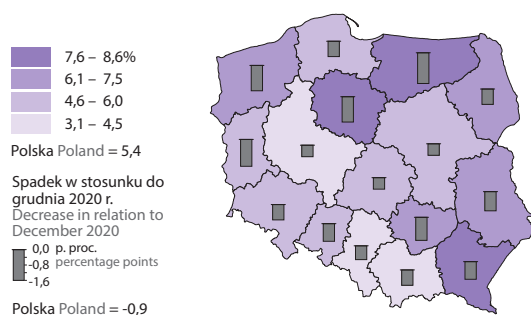 7,6 – 8,6%
6,1 – 7,5
4,6 – 6,0
3,1 – 4,5
Polska Poland = 5,4
Spadek w stosunku do
grudnia 2020 r.
Decrease in relation to
December 2020
0,0 p. proc.
-0,8 percentage points
-1,6
Polska Poland = -0,9